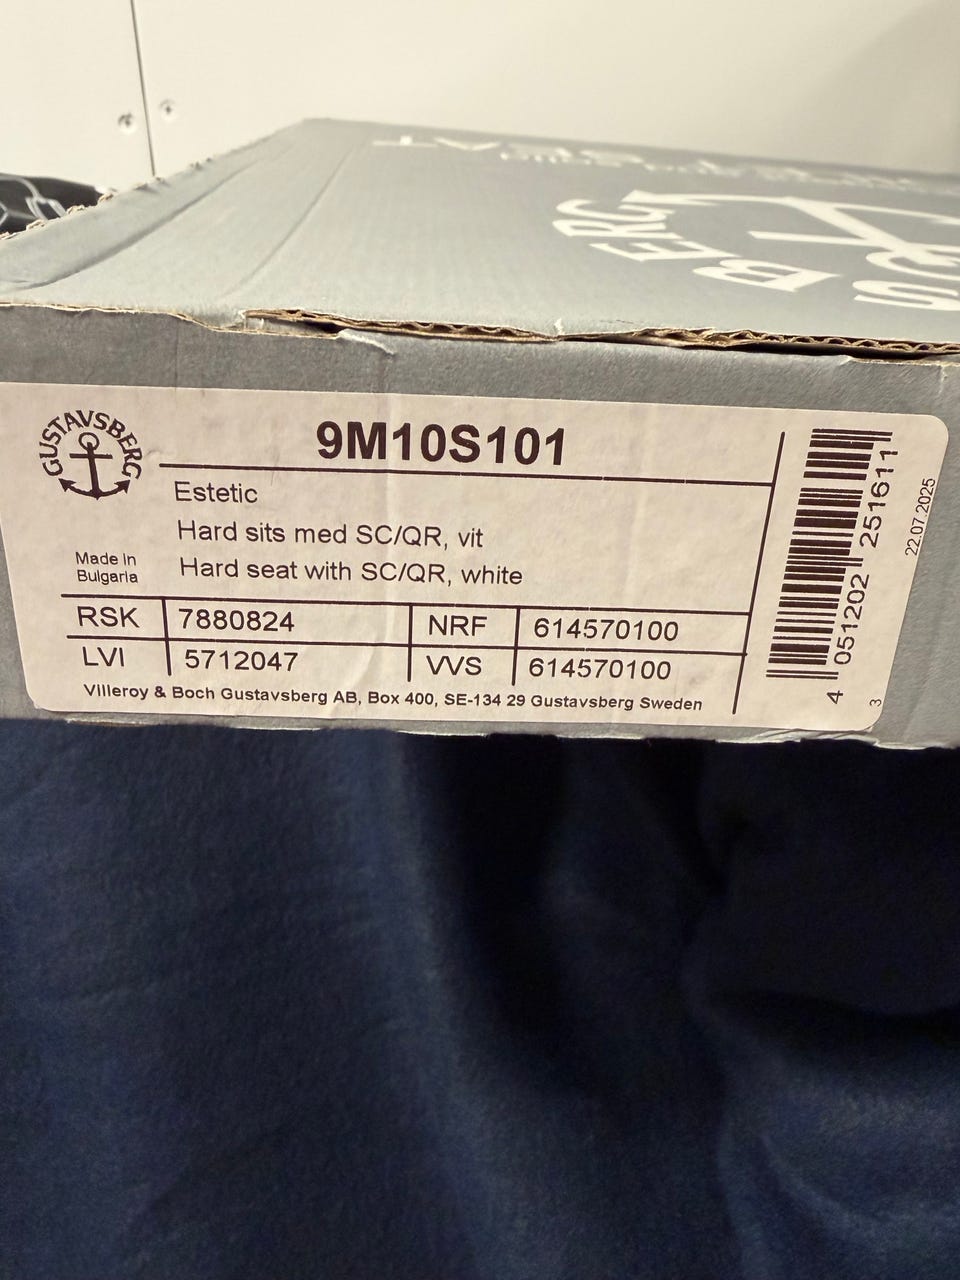 SEAT
BERG
GUSTAVSBERG
9M10S101
Estetic
Hard sits med SC/QR, vit
Hard seat with SC/QR, white
Made in
Bulgaria
RSK 7880824 NRF 614570100
LVI 5712047 VVS 614570100
Villeroy & Boch Gustavsberg AB, Box 400, SE-134 29 Gustavsberg Sweden
4 051202 251611
22.07.2025
3